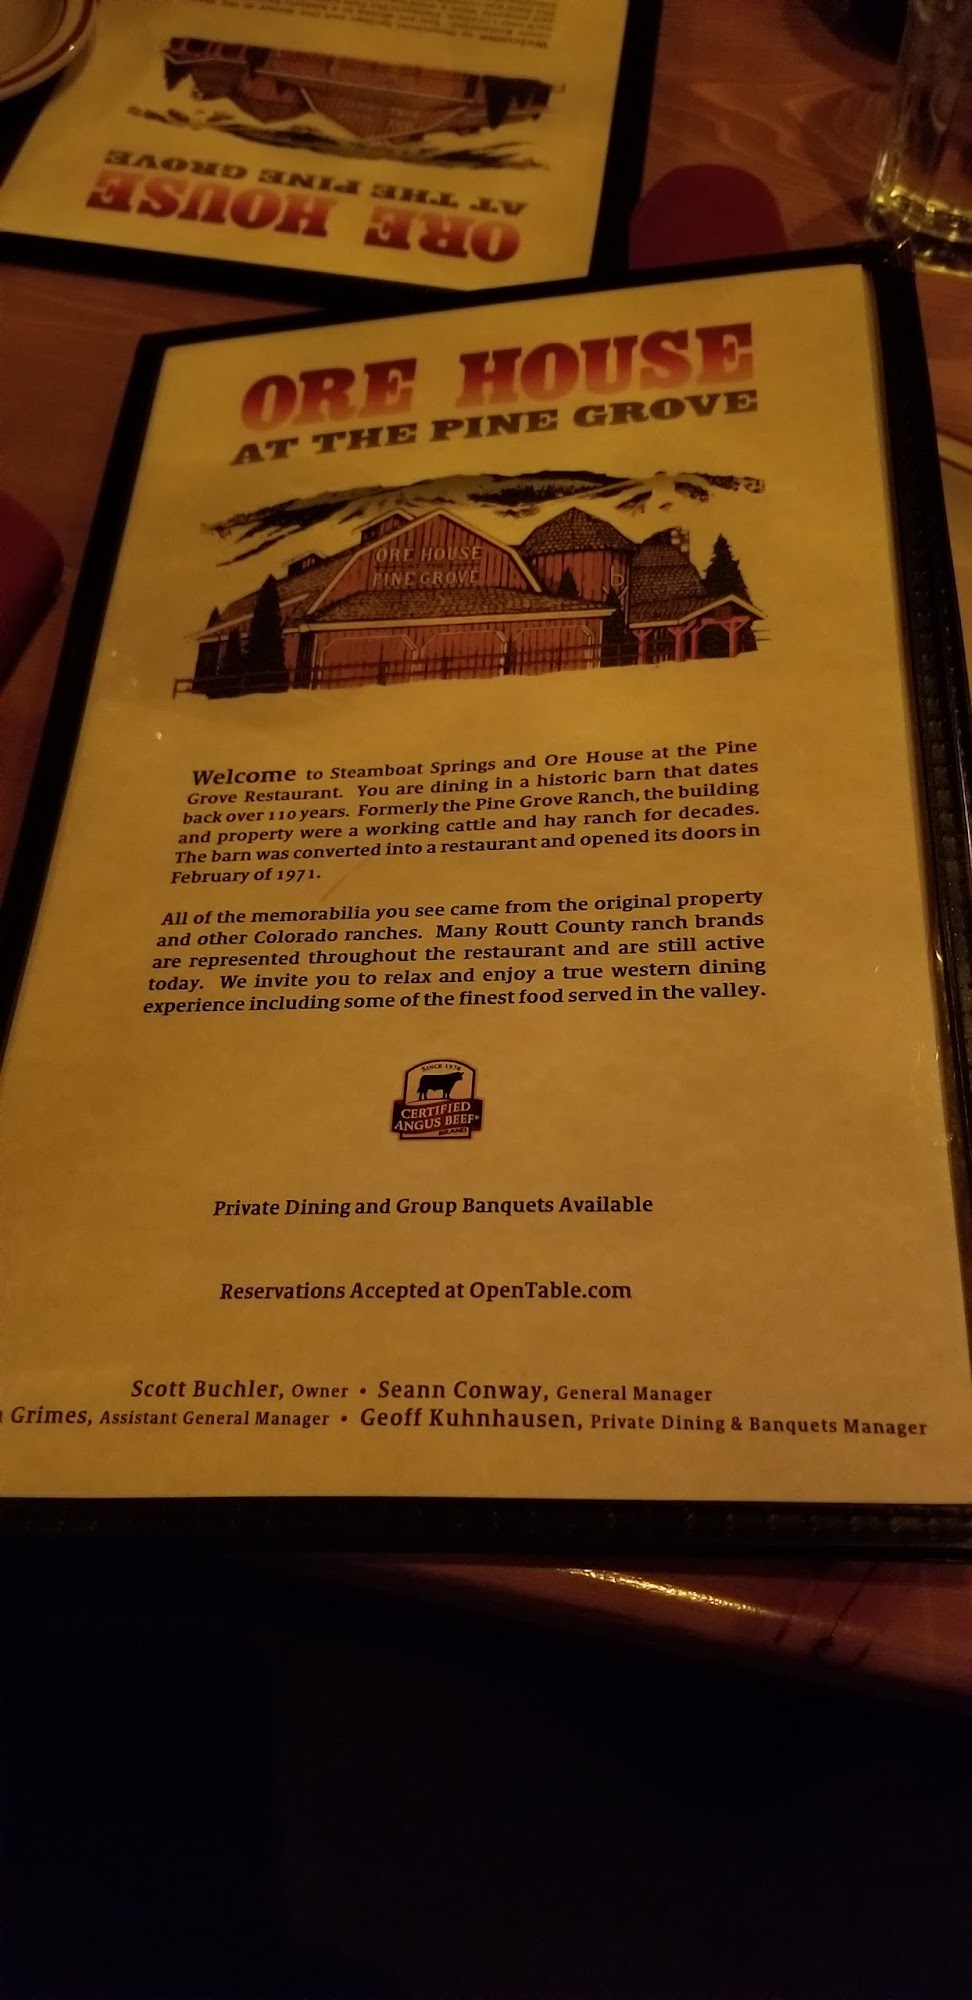 ORE HOUSE
AT THE PINE GROVE
ORE HOUSE
AT THE PINE GROVE
ORE HOUSE
PINE GROVE
Welcome to Steamboat Springs and Ore House at the Pine
Grove Restaurant. You are dining in a historic barn that dates
back over 110 years. Formerly the Pine Grove Ranch, the building
and property were a working cattle and hay ranch for decades.
The barn was converted into a restaurant and opened its doors in
February of 1971.
All of the memorabilia you see came from the original property
and other Colorado ranches. Many Routt County ranch brands
are represented throughout the restaurant and are still active
today. We invite you to relax and enjoy a true western dining
experience including some of the finest food served in the valley.
SINCE 1978
CERTIFIED
ANGUS BEEF®
BRAND
Private Dining and Group Banquets Available
Reservations Accepted at OpenTable.com
Scott Buchler, Owner • Seann Conway, General Manager
Grimes, Assistant General Manager • Geoff Kuhnhausen, Private Dining & Banquets Manager